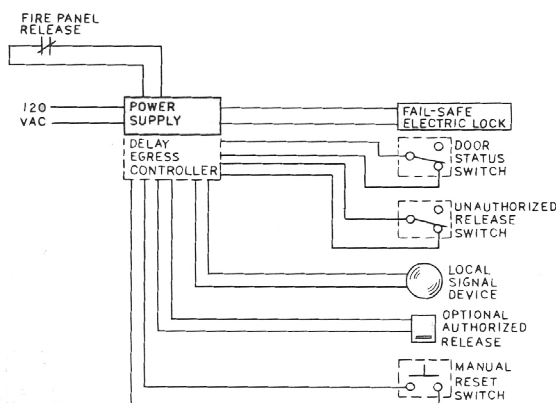 FIRE PANEL
RELEASE
120
VAC
POWER
SUPPLY
FAIL-SAFE
ELECTRIC LOCK
DELAY
EGRESS
CONTROLLER
DOOR
STATUS
SWITCH
UNAUTHORIZED
RELEASE
SWITCH
LOCAL
SIGNAL
DEVICE
OPTIONAL
AUTHORIZED
RELEASE
MANUAL
RESET
SWITCH